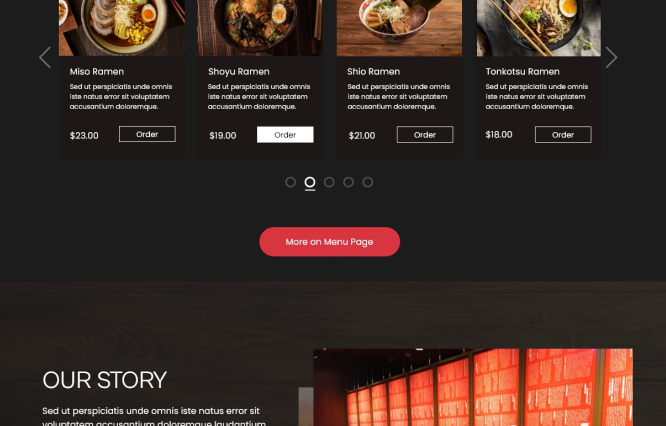 Miso Ramen
Sed ut perspiciatis unde omnis
iste natus error sit voluptatem
accusantium doloremque.
$23.00
Order
Shoyu Ramen
Sed ut perspiciatis unde omnis
iste natus error sit voluptatem
accusantium doloremque.
$19.00
Order
Shio Ramen
Sed ut perspiciatis unde omnis
iste natus error sit voluptatem
accusantium doloremque.
$21.00
Order
Tonkotsu Ramen
Sed ut perspiciatis unde omnis
iste natus error sit voluptatem
accusantium doloremque.
$18.00
Order
More on Menu Page
OUR STORY
Sed ut perspiciatis unde omnis iste natus error sit
voluptatem accusantium doloremque laudantium